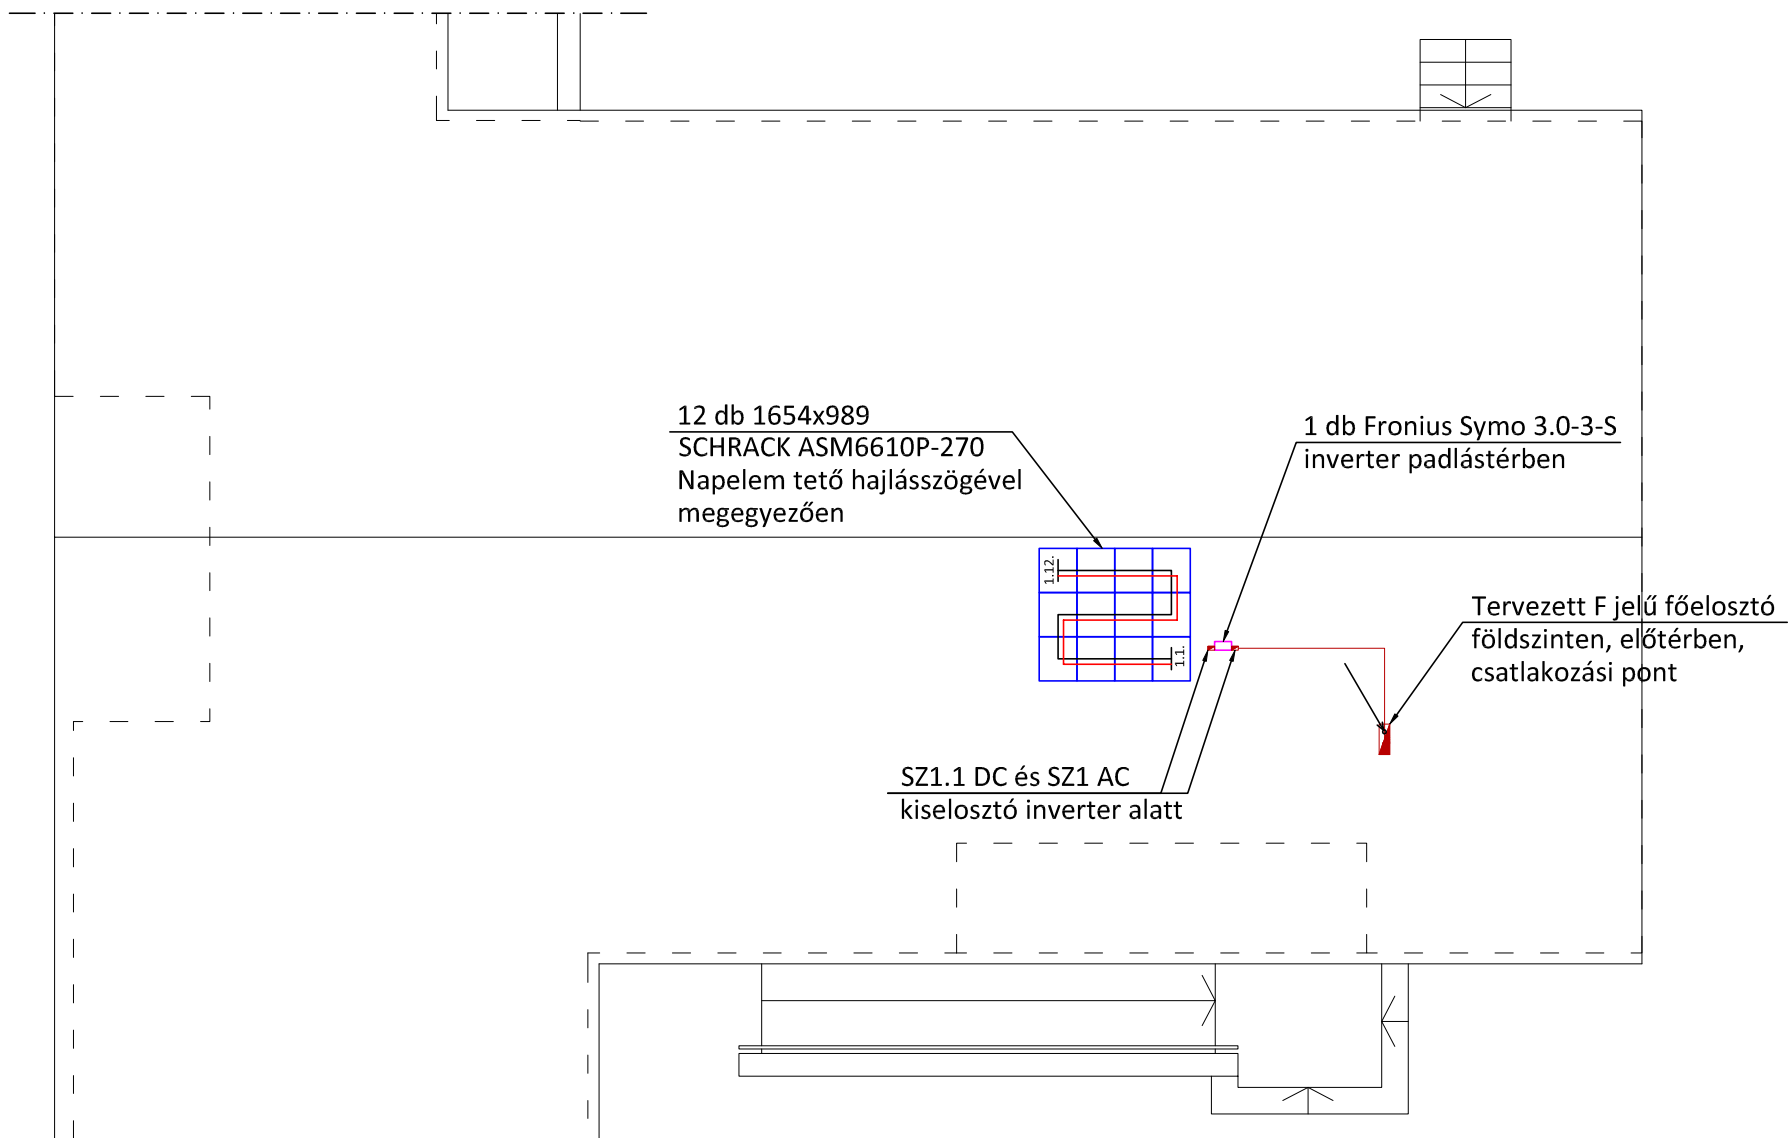 12 db 1654x989
SCHRACK ASM6610P-270
Napelem tető hajlásszögével
megegyezően
1 db Fronius Symo 3.0-3-S
inverter padlástérben
1.12.
1.1.
Tervezett F jelű főelosztó
földszinten, előtérben,
csatlakozási pont
SZ1.1 DC és SZ1 AC
kiselosztó inverter alatt